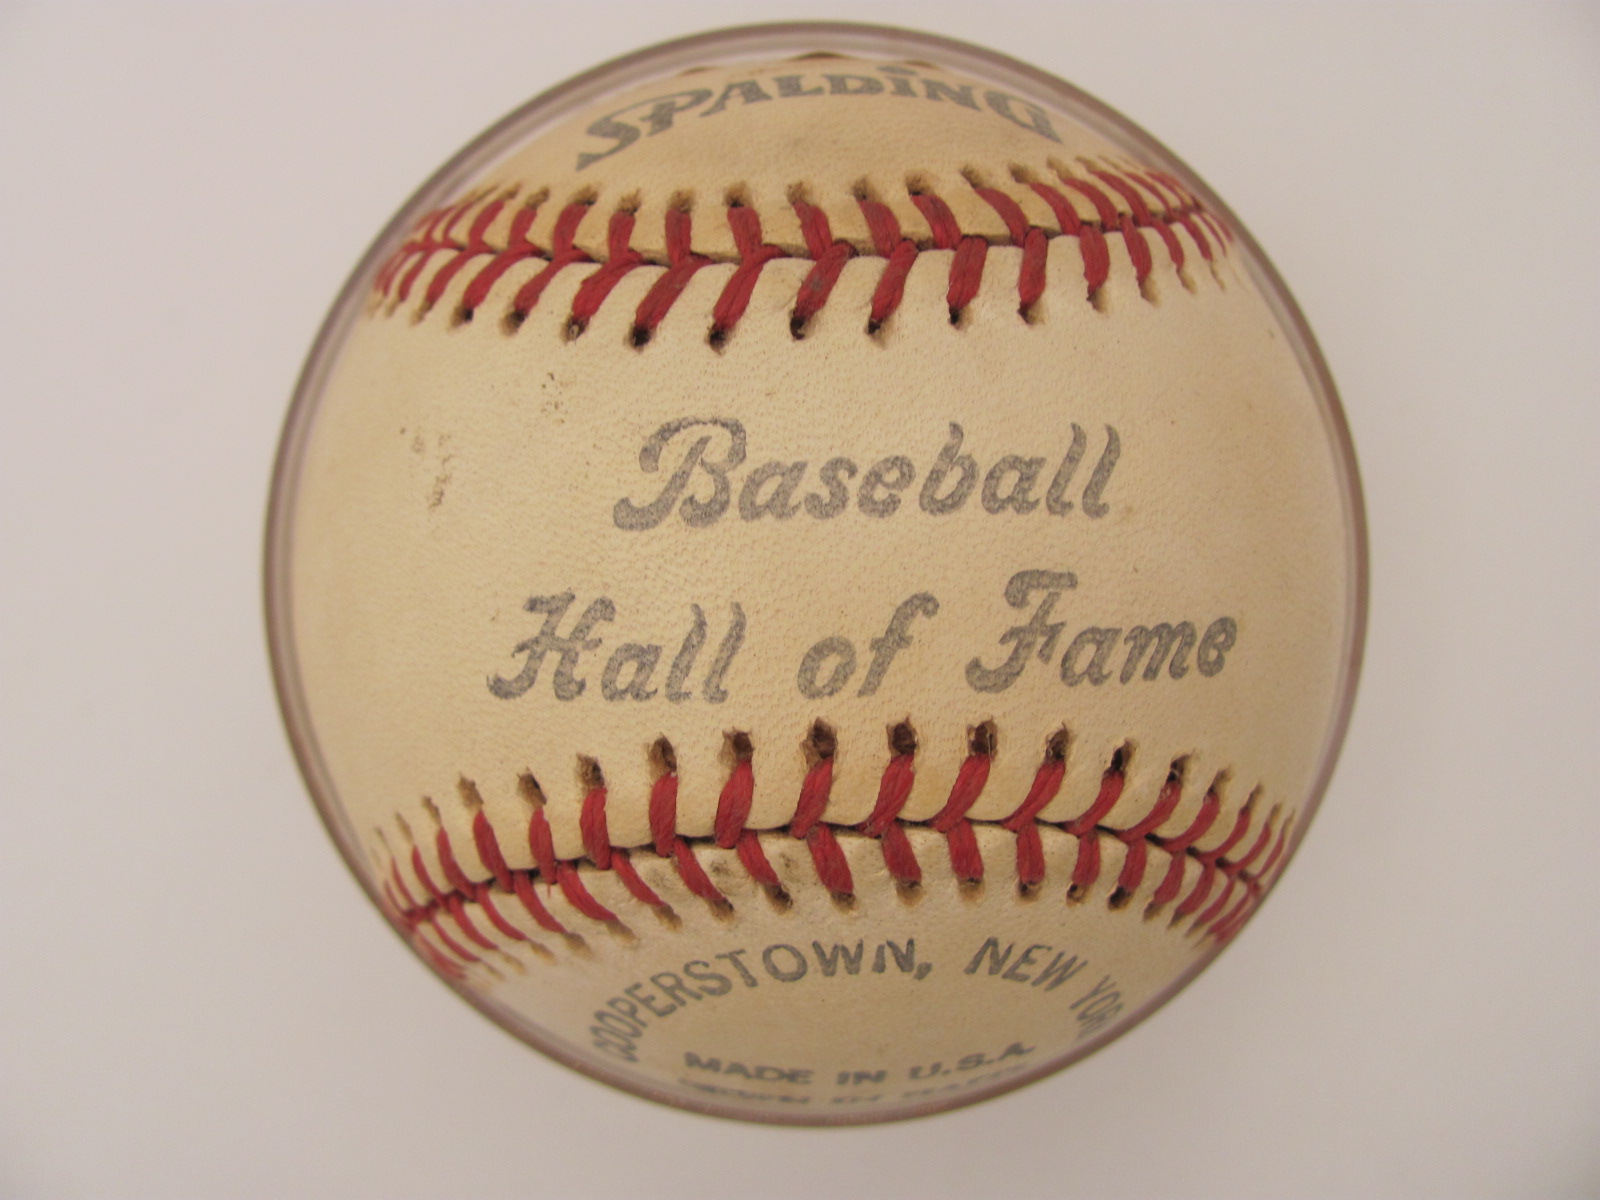 SPALDING
Baseball
Hall of Fame
COOPERSTOWN, NEW YORK
MADE IN U.S.A